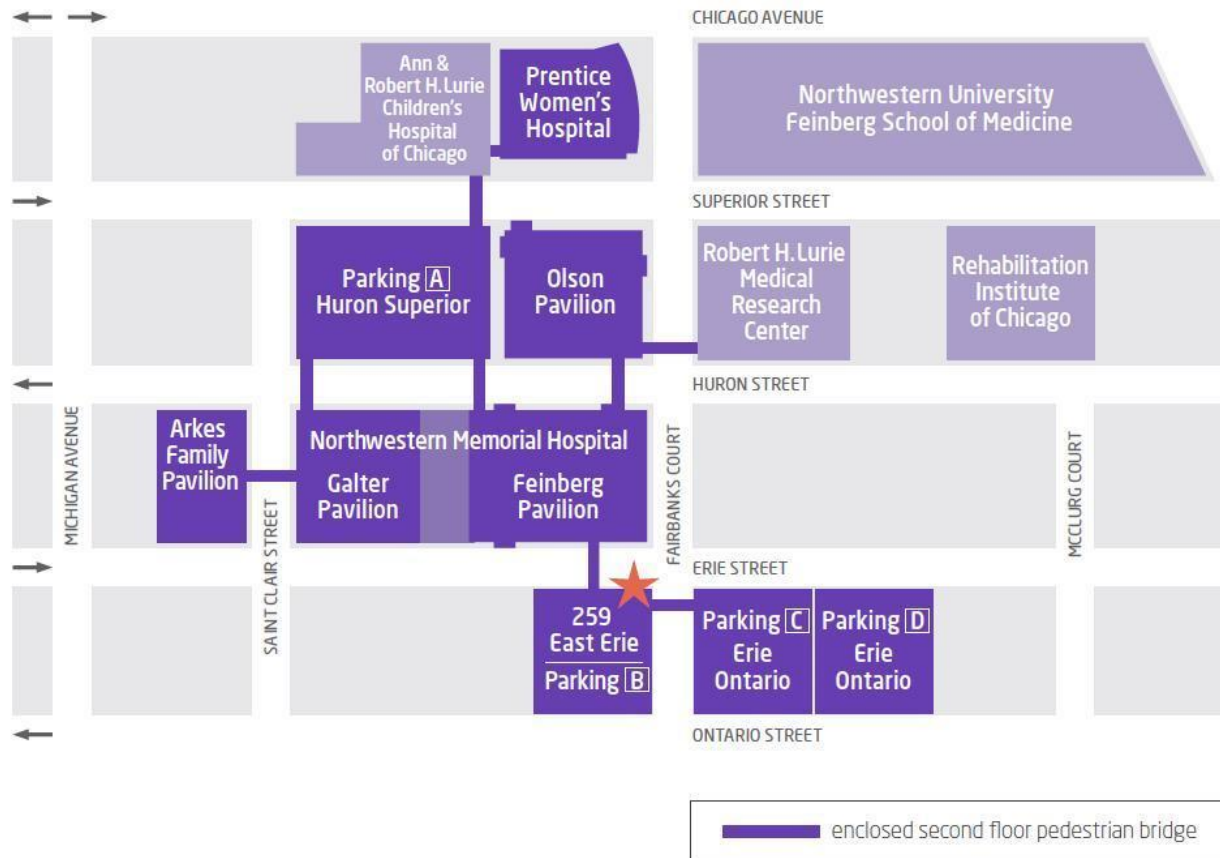 CHICAGO AVENUE
Ann &
Robert H.Lurie
Children's
Hospital
of Chicago
Prentice
Women's
Hospital
Northwestern University
Feinberg School of Medicine
SUPERIOR STREET
Parking A
Huron Superior
Olson
Pavilion
Robert H.Lurie
Medical
Research
Center
Rehabilitation
Institute
of Chicago
HURON STREET
MICHIGAN AVENUE
Arkes
Family
Pavilion
SAINT CLAIR STREET
Northwestern Memorial Hospital
Galter
Pavilion
Feinberg
Pavilion
FAIRBANKS COURT
MCCLURG COURT
ERIE STREET
259
East Erie
Parking B
Parking C
Erie
Ontario
Parking D
Erie
Ontario
ONTARIO STREET
enclosed second floor pedestrian bridge